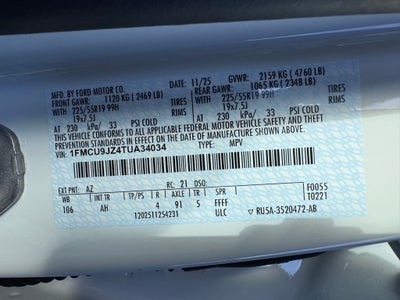 MFD. BY FORD MOTOR CO. 11/25 GVWR: 2159 KG ( 4760 LB)
FRONT GAWR: 1120 KG ( 2469 LB) REAR GAWR: 1065 KG ( 2348 LB)
225/55R19 99H TIRES WITH 225/55R19 99H TIRES
19x7.5J RIMS 19x7.5J RIMS
AT 230 kPa/ 33 PSI COLD AT 230 kPa/ 33 PSI COLD
THIS VEHICLE CONFORMS TO ALL APPLICABLE FEDERAL MOTOR VEHICLE SAFETY AND THEFT PREVENTION STANDARDS IN EFFECT ON THE DATE OF MANUFACTURE SHOWN ABOVE.
VIN: 1FMCU9JZ4TUA34034
TYPE: MPV
F0055
T0221
EXT PNT: AZ RC: 21 DSO:
WB INT TR TP/PS R AXLE TR SPR
106 AH 4 91 5 FFFF
1202511254231 ULC RU5A-3520472-AB